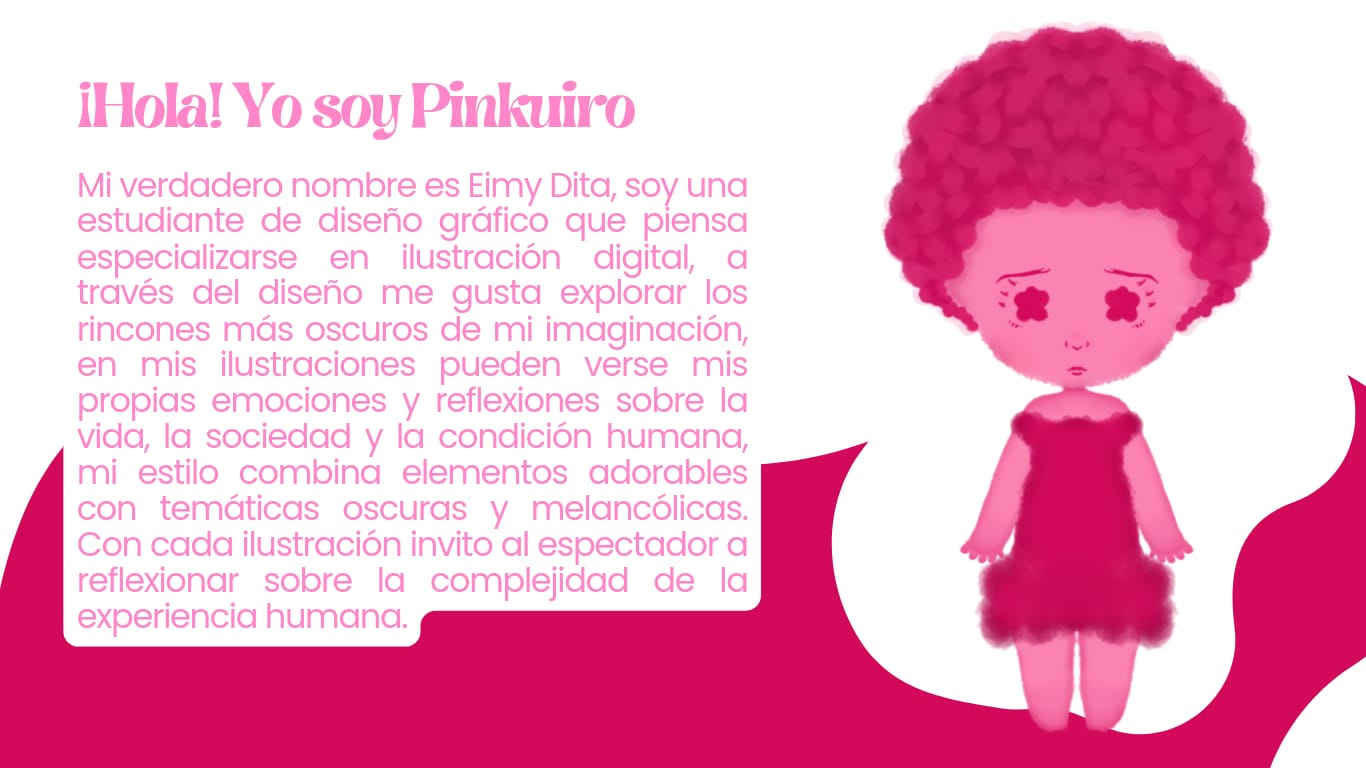 ¡Hola! Yo soy Pinkuiro
Mi verdadero nombre es Eimy Dita, soy una
estudiante de diseño gráfico que piensa
especializarse en ilustración digital, a
través del diseño me gusta explorar los
rincones más oscuros de mi imaginación,
en mis ilustraciones pueden verse mis
propias emociones y reflexiones sobre la
vida, la sociedad y la condición humana,
mi estilo combina elementos adorables
con temáticas oscuras y melancólicas.
Con cada ilustración invito al espectador a
reflexionar sobre la complejidad de la
experiencia humana.